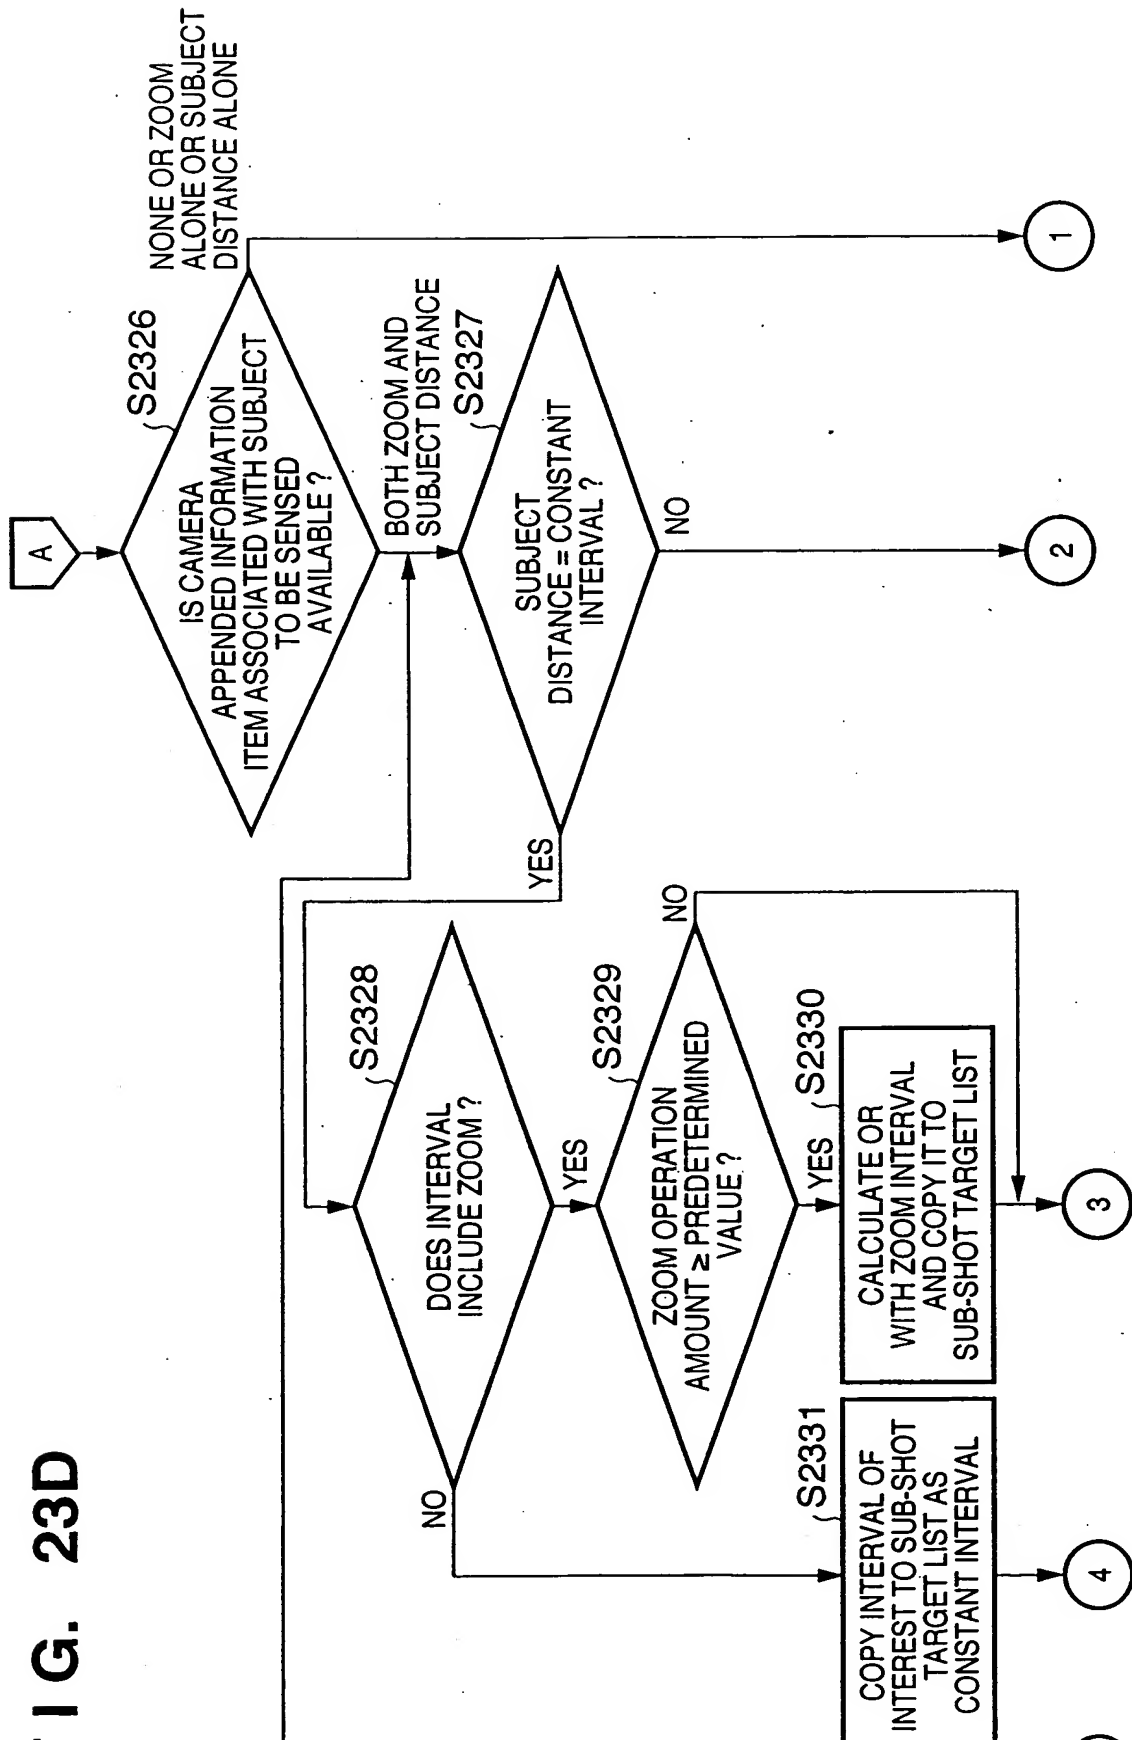 FIG. 23D
A
S2326
IS CAMERA
APPENDED INFORMATION
ITEM ASSOCIATED WITH SUBJECT
TO BE SENSED
AVAILABLE ?
NONE OR ZOOM
ALONE OR SUBJECT
DISTANCE ALONE
BOTH ZOOM AND
SUBJECT DISTANCE
S2327
SUBJECT
DISTANCE = CONSTANT
INTERVAL ?
YES
NO
S2328
DOES INTERVAL
INCLUDE ZOOM ?
NO
YES
S2329
ZOOM OPERATION
AMOUNT ≥ PREDETERMINED
VALUE ?
NO
YES
S2330
CALCULATE OR
WITH ZOOM INTERVAL
AND COPY IT TO
SUB-SHOT TARGET LIST
S2331
COPY INTERVAL OF
INTEREST TO SUB-SHOT
TARGET LIST AS
CONSTANT INTERVAL
4
3
2
1